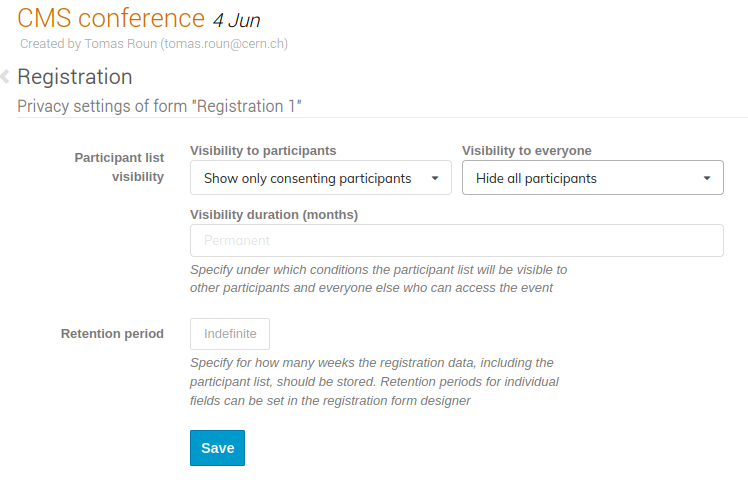 CMS conference 4 Jun
Created by Tomas Roun (tomas.roun@cern.ch)
Registration
Privacy settings of form "Registration 1"
Participant list
visibility
Visibility to participants
Visibility to everyone
Show only consenting participants
Hide all participants
Visibility duration (months)
Permanent
Specify under which conditions the participant list will be visible to
other participants and everyone else who can access the event
Retention period
Indefinite
Specify for how many weeks the registration data, including the
participant list, should be stored. Retention periods for individual
fields can be set in the registration form designer
Save